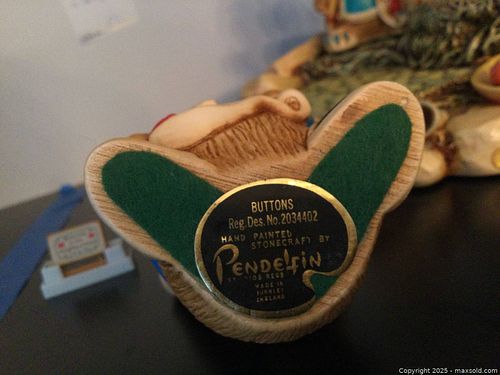 BUTTONS
Reg. Des. No. 2034402
HAND PAINTED
STONECRAFT BY
PENDELFIN
MADE IN
BURNLEY
ENGLAND
Copyright 2025 - maxsold.com